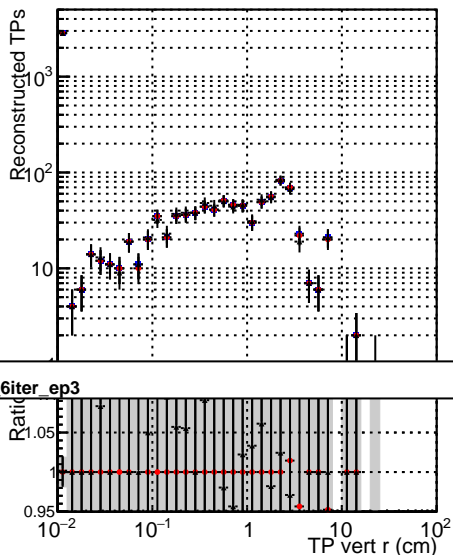 Reconstructed TPs
10³
10²
10
6iter_ep3
Ratio
1.05
1
0.95
10⁻²
10⁻¹
1
10
10²
TP vert r (cm)